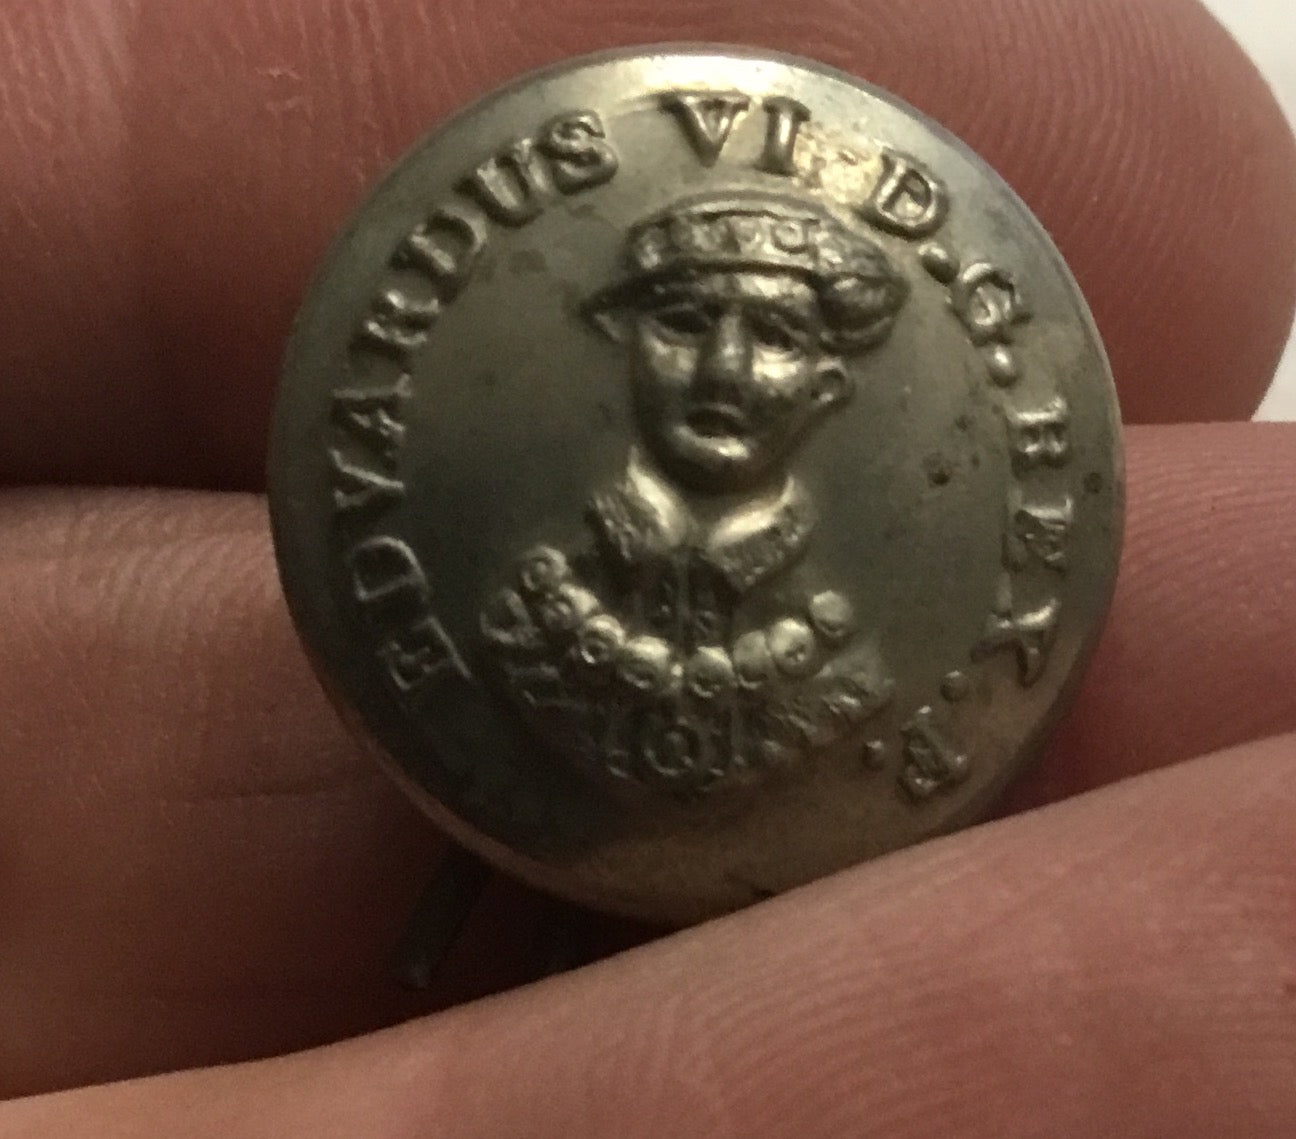 EDVARDUS VI. D. G. REX. F.